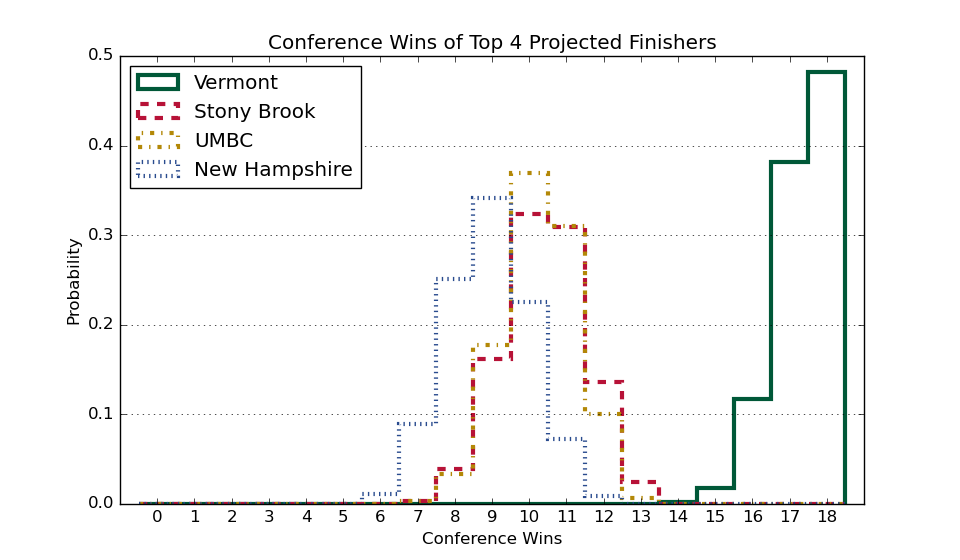 Conference Wins of Top 4 Projected Finishers
Vermont
Stony Brook
UMBC
New Hampshire
Probability
0.5
0.4
0.3
0.2
0.1
0.0
0 1 2 3 4 5 6 7 8 9 10 11 12 13 14 15 16 17 18
Conference Wins